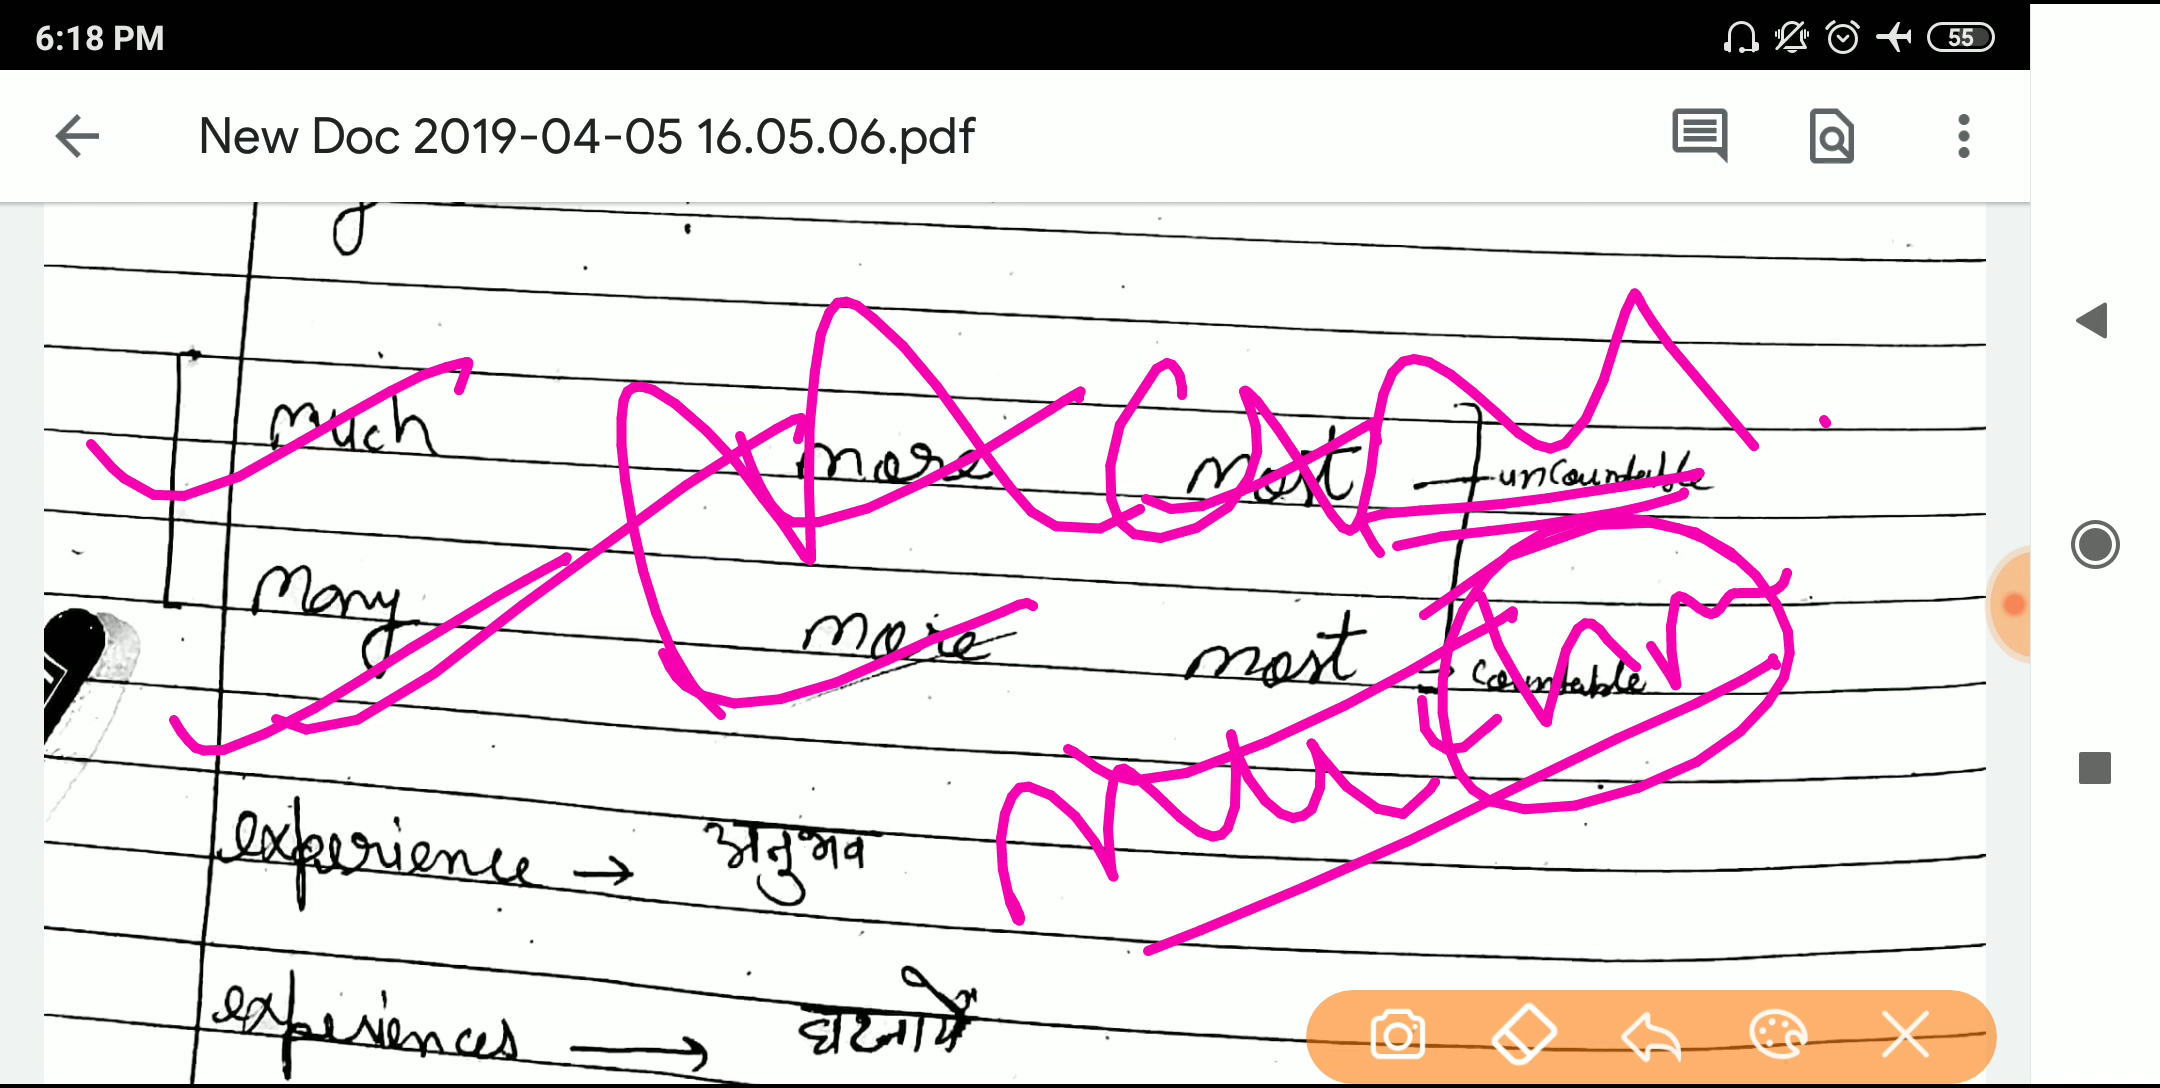 6:18 PM 55
New Doc 2019-04-05 16.05.06.pdf
much more most — uncountable
Many more most → countable
experience → अनुभव
experiences → घटनायें